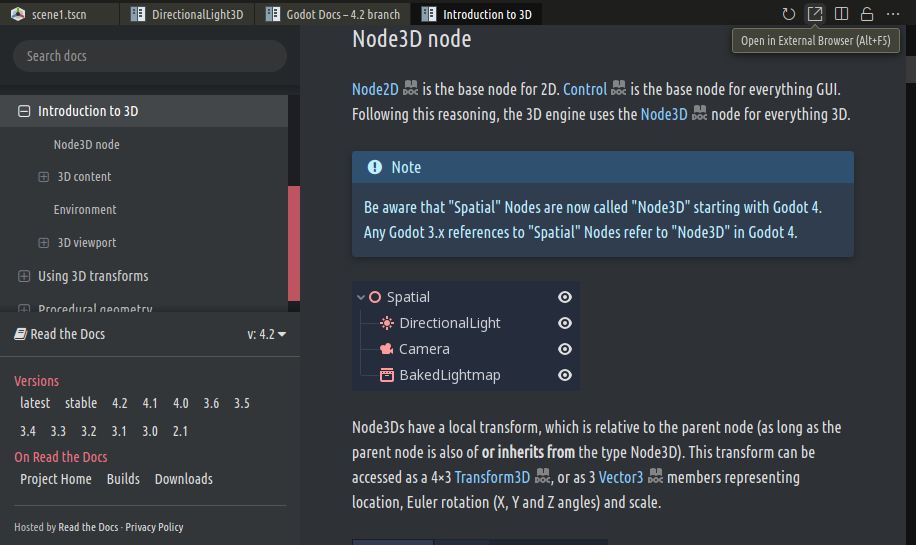 scene1.tscn
DirectionalLight3D
Godot Docs – 4.2 branch
Introduction to 3D
Open in External Browser (Alt+F5)
Search docs
Introduction to 3D
Node3D node
3D content
Environment
3D viewport
Using 3D transforms
Procedural geometry
Read the Docs
v: 4.2
Versions
latest stable 4.2 4.1 4.0 3.6 3.5
3.4 3.3 3.2 3.1 3.0 2.1
On Read the Docs
Project Home Builds Downloads
Hosted by Read the Docs · Privacy Policy
Node3D node
Node2D DOC is the base node for 2D. Control DOC is the base node for everything GUI.
Following this reasoning, the 3D engine uses the Node3D DOC node for everything 3D.
Note
Be aware that "Spatial" Nodes are now called "Node3D" starting with Godot 4.
Any Godot 3.x references to "Spatial" Nodes refer to "Node3D" in Godot 4.
Spatial
DirectionalLight
Camera
BakedLightmap
Node3Ds have a local transform, which is relative to the parent node (as long as the
parent node is also of or inherits from the type Node3D). This transform can be
accessed as a 4×3 Transform3D DOC, or as 3 Vector3 DOC members representing
location, Euler rotation (X, Y and Z angles) and scale.